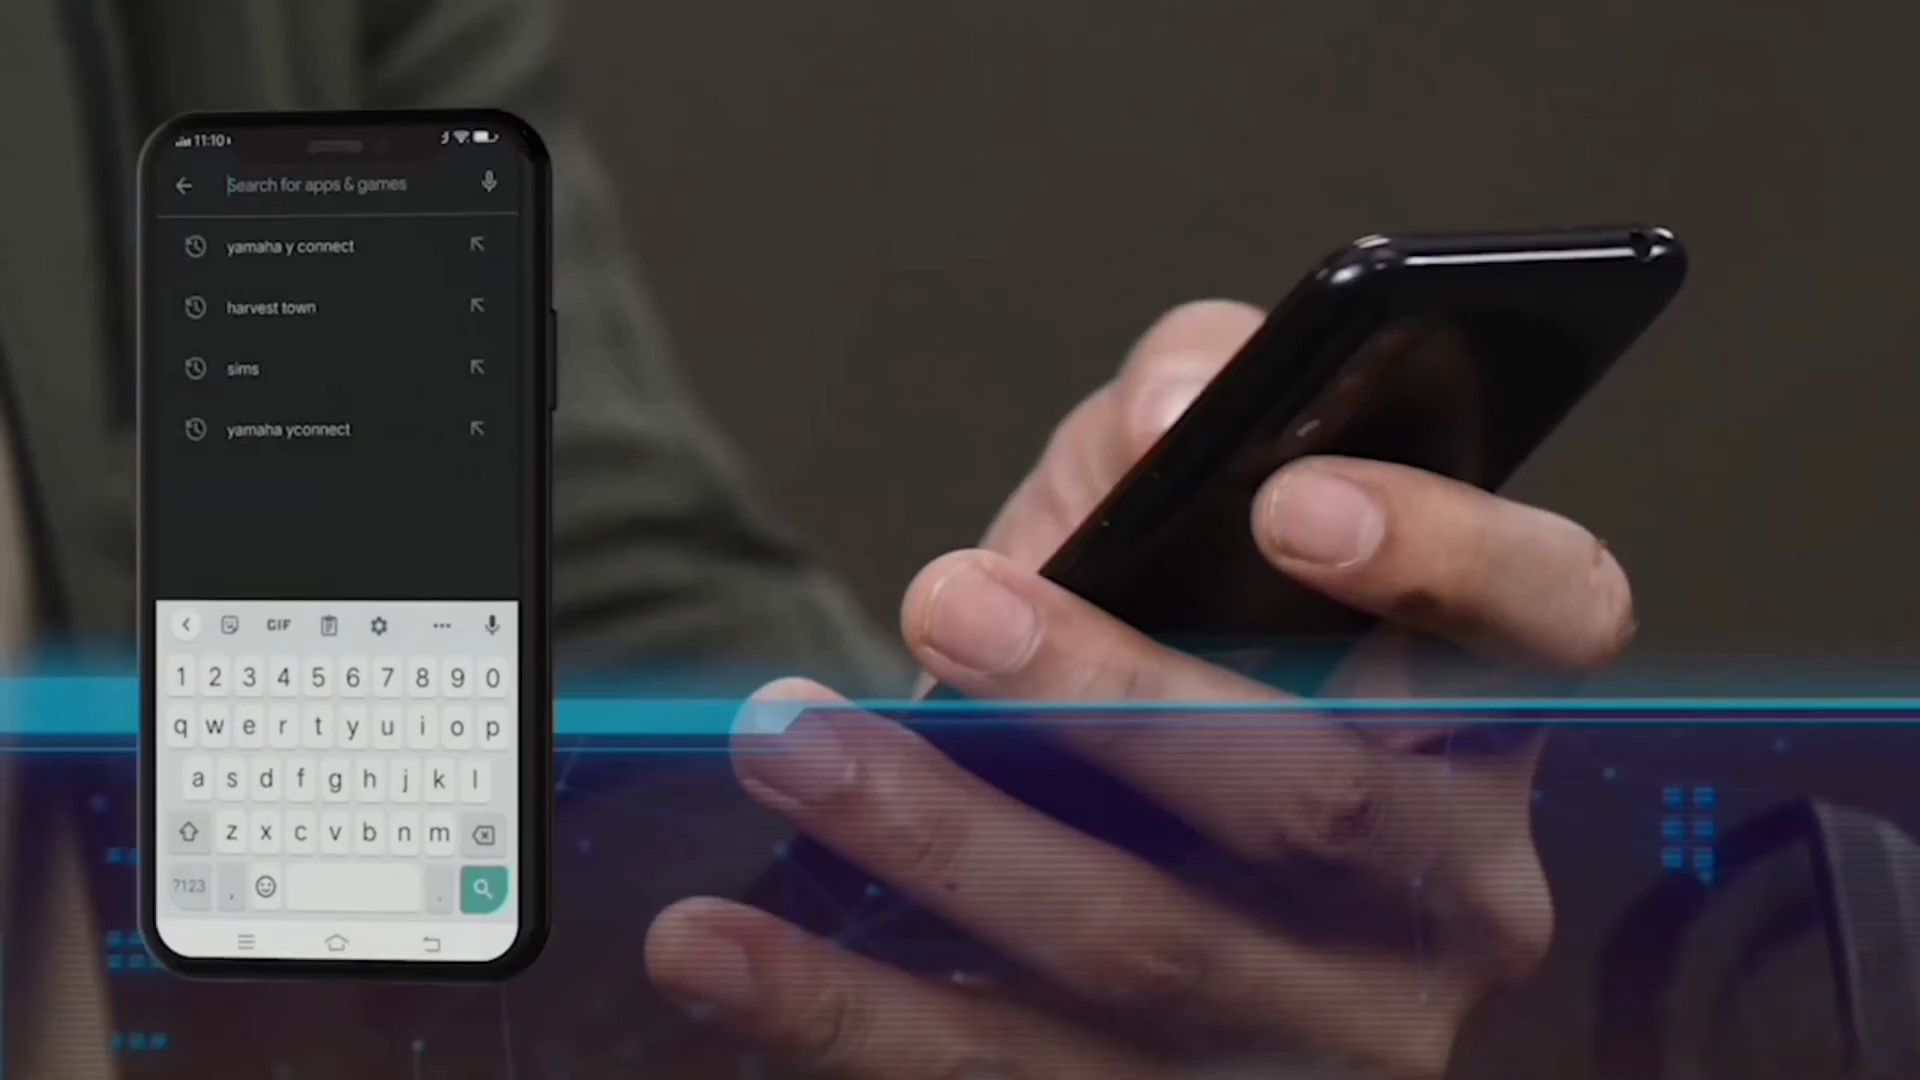 11:10
Search for apps & games
yamaha y connect
harvest town
sims
yamaha yconnect
GIF
1 2 3 4 5 6 7 8 9 0
q w e r t y u i o p
a s d f g h j k l
z x c v b n m
?123 , .